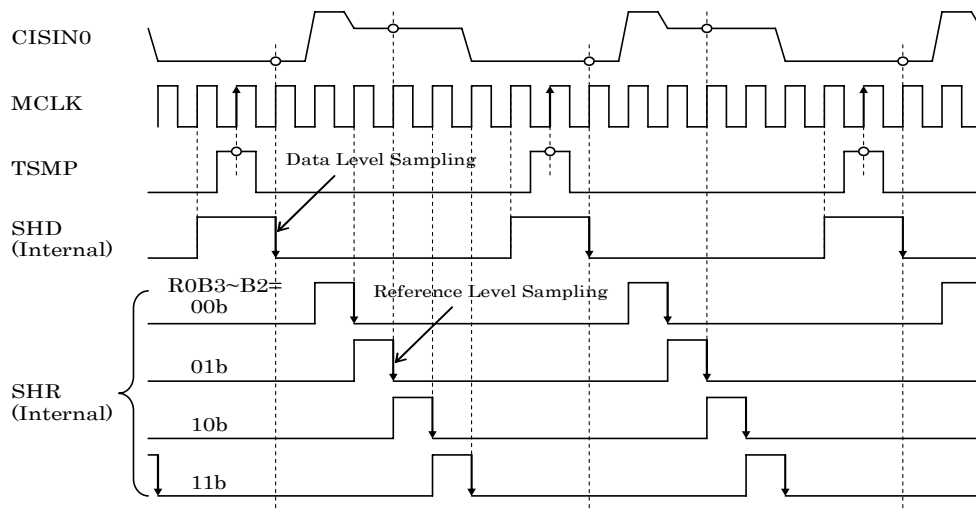 CISIN0
MCLK
TSMP
Data Level Sampling
SHD
(Internal)
R0B3~B2=
00b
Reference Level Sampling
01b
SHR
(Internal)
10b
11b